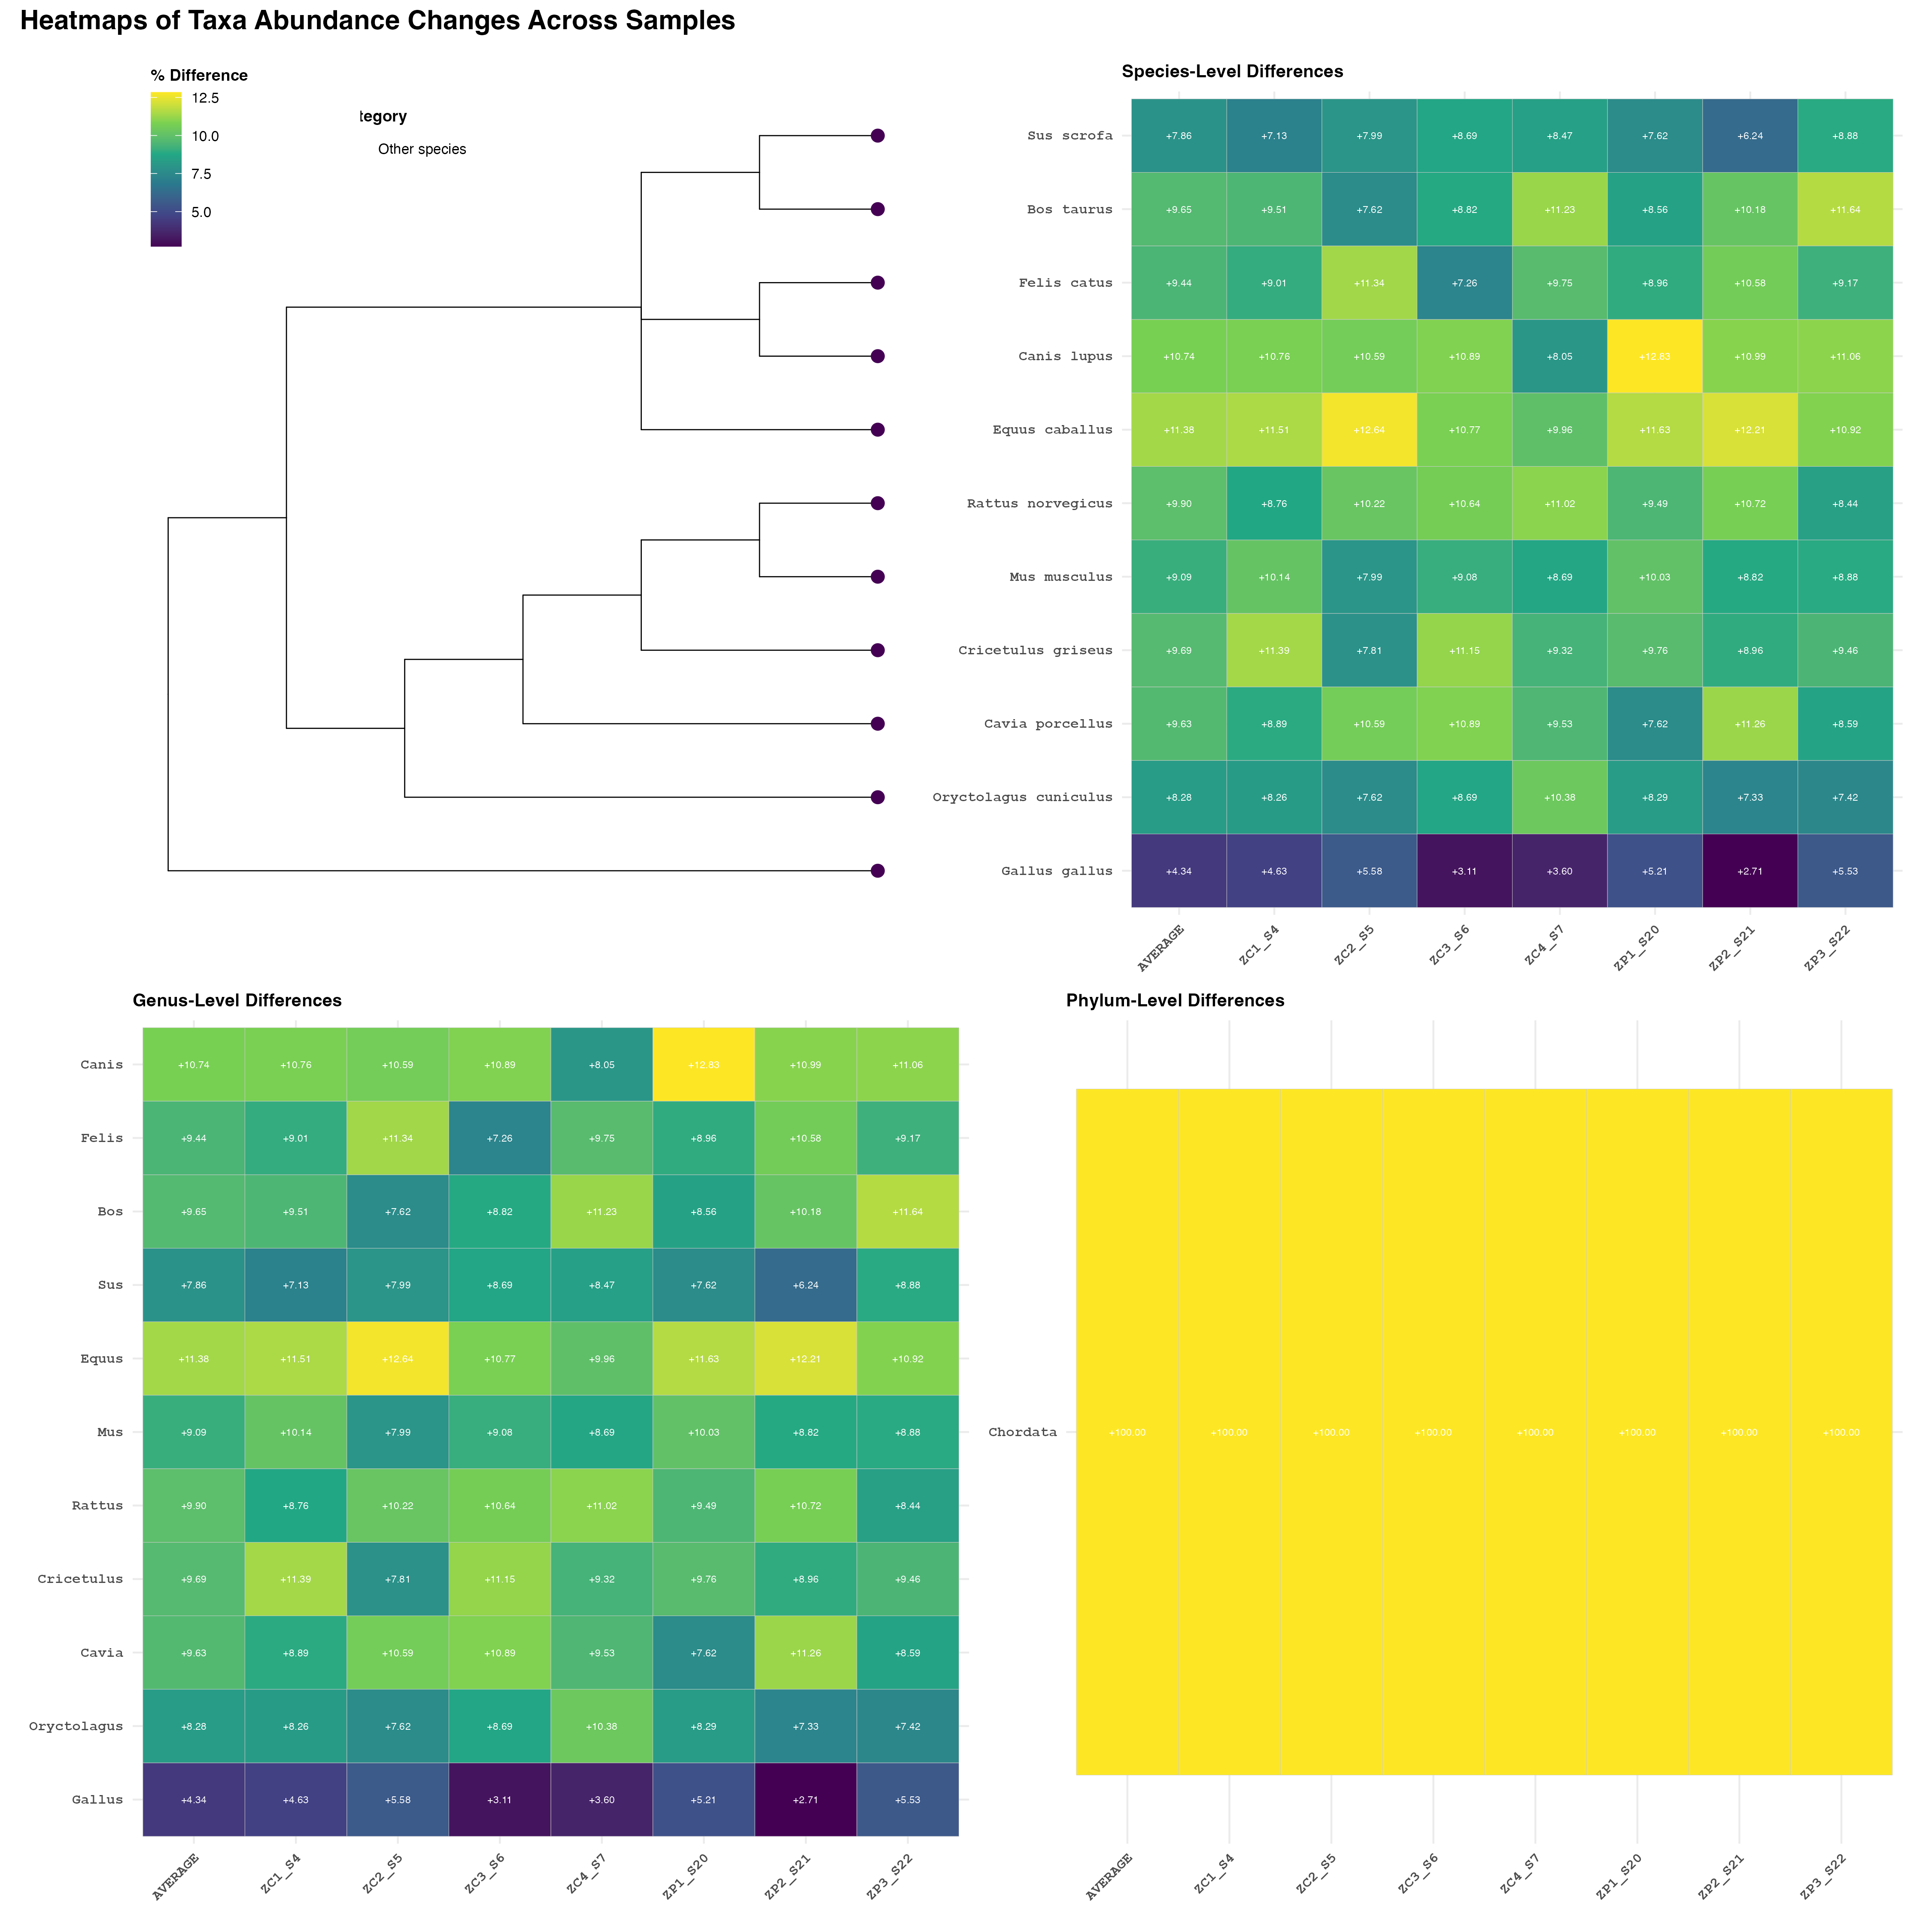 Heatmaps of Taxa Abundance Changes Across Samples
% Difference
12.5
10.0
7.5
5.0
tegory
Other species
Species-Level Differences
Sus scrofa +7.86 +7.13 +7.99 +8.69 +8.47 +7.62 +6.24 +8.88
Bos taurus +9.65 +9.51 +7.62 +8.82 +11.23 +8.56 +10.18 +11.64
Felis catus +9.44 +9.01 +11.34 +7.26 +9.75 +8.96 +10.58 +9.17
Canis lupus +10.74 +10.76 +10.59 +10.89 +8.05 +12.83 +10.99 +11.06
Equus caballus +11.38 +11.51 +12.64 +10.77 +9.96 +11.63 +12.21 +10.92
Rattus norvegicus +9.90 +8.76 +10.22 +10.64 +11.02 +9.49 +10.72 +8.44
Mus musculus +9.09 +10.14 +7.99 +9.08 +8.69 +10.03 +8.82 +8.88
Cricetulus griseus +9.69 +11.39 +7.81 +11.15 +9.32 +9.76 +8.96 +9.46
Cavia porcellus +9.63 +8.89 +10.59 +10.89 +9.53 +7.62 +11.26 +8.59
Oryctolagus cuniculus +8.28 +8.26 +7.62 +8.69 +10.38 +8.29 +7.33 +7.42
Gallus gallus +4.34 +4.63 +5.58 +3.11 +3.60 +5.21 +2.71 +5.53
AVERAGE ZC1_S4 ZC2_S5 ZC3_S6 ZC4_S7 ZP1_S20 ZP2_S21 ZP3_S22
Genus-Level Differences
Canis +10.74 +10.76 +10.59 +10.89 +8.05 +12.83 +10.99 +11.06
Felis +9.44 +9.01 +11.34 +7.26 +9.75 +8.96 +10.58 +9.17
Bos +9.65 +9.51 +7.62 +8.82 +11.23 +8.56 +10.18 +11.64
Sus +7.86 +7.13 +7.99 +8.69 +8.47 +7.62 +6.24 +8.88
Equus +11.38 +11.51 +12.64 +10.77 +9.96 +11.63 +12.21 +10.92
Mus +9.09 +10.14 +7.99 +9.08 +8.69 +10.03 +8.82 +8.88
Rattus +9.90 +8.76 +10.22 +10.64 +11.02 +9.49 +10.72 +8.44
Cricetulus +9.69 +11.39 +7.81 +11.15 +9.32 +9.76 +8.96 +9.46
Cavia +9.63 +8.89 +10.59 +10.89 +9.53 +7.62 +11.26 +8.59
Oryctolagus +8.28 +8.26 +7.62 +8.69 +10.38 +8.29 +7.33 +7.42
Gallus +4.34 +4.63 +5.58 +3.11 +3.60 +5.21 +2.71 +5.53
AVERAGE ZC1_S4 ZC2_S5 ZC3_S6 ZC4_S7 ZP1_S20 ZP2_S21 ZP3_S22
Phylum-Level Differences
Chordata +100.00 +100.00 +100.00 +100.00 +100.00 +100.00 +100.00 +100.00
AVERAGE ZC1_S4 ZC2_S5 ZC3_S6 ZC4_S7 ZP1_S20 ZP2_S21 ZP3_S22